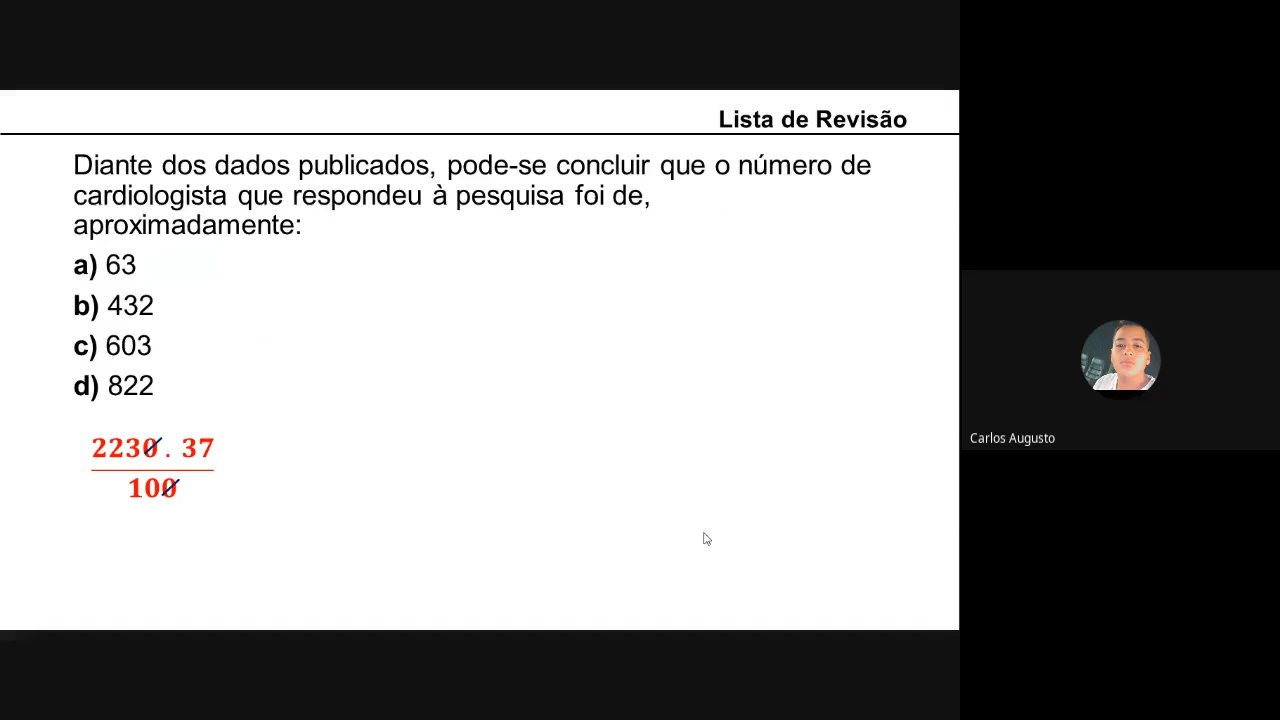 Lista de Revisão
Diante dos dados publicados, pode-se concluir que o número de
cardiologista que respondeu à pesquisa foi de,
aproximadamente:
a) 63
b) 432
c) 603
d) 822
2230 . 37
100
Carlos Augusto